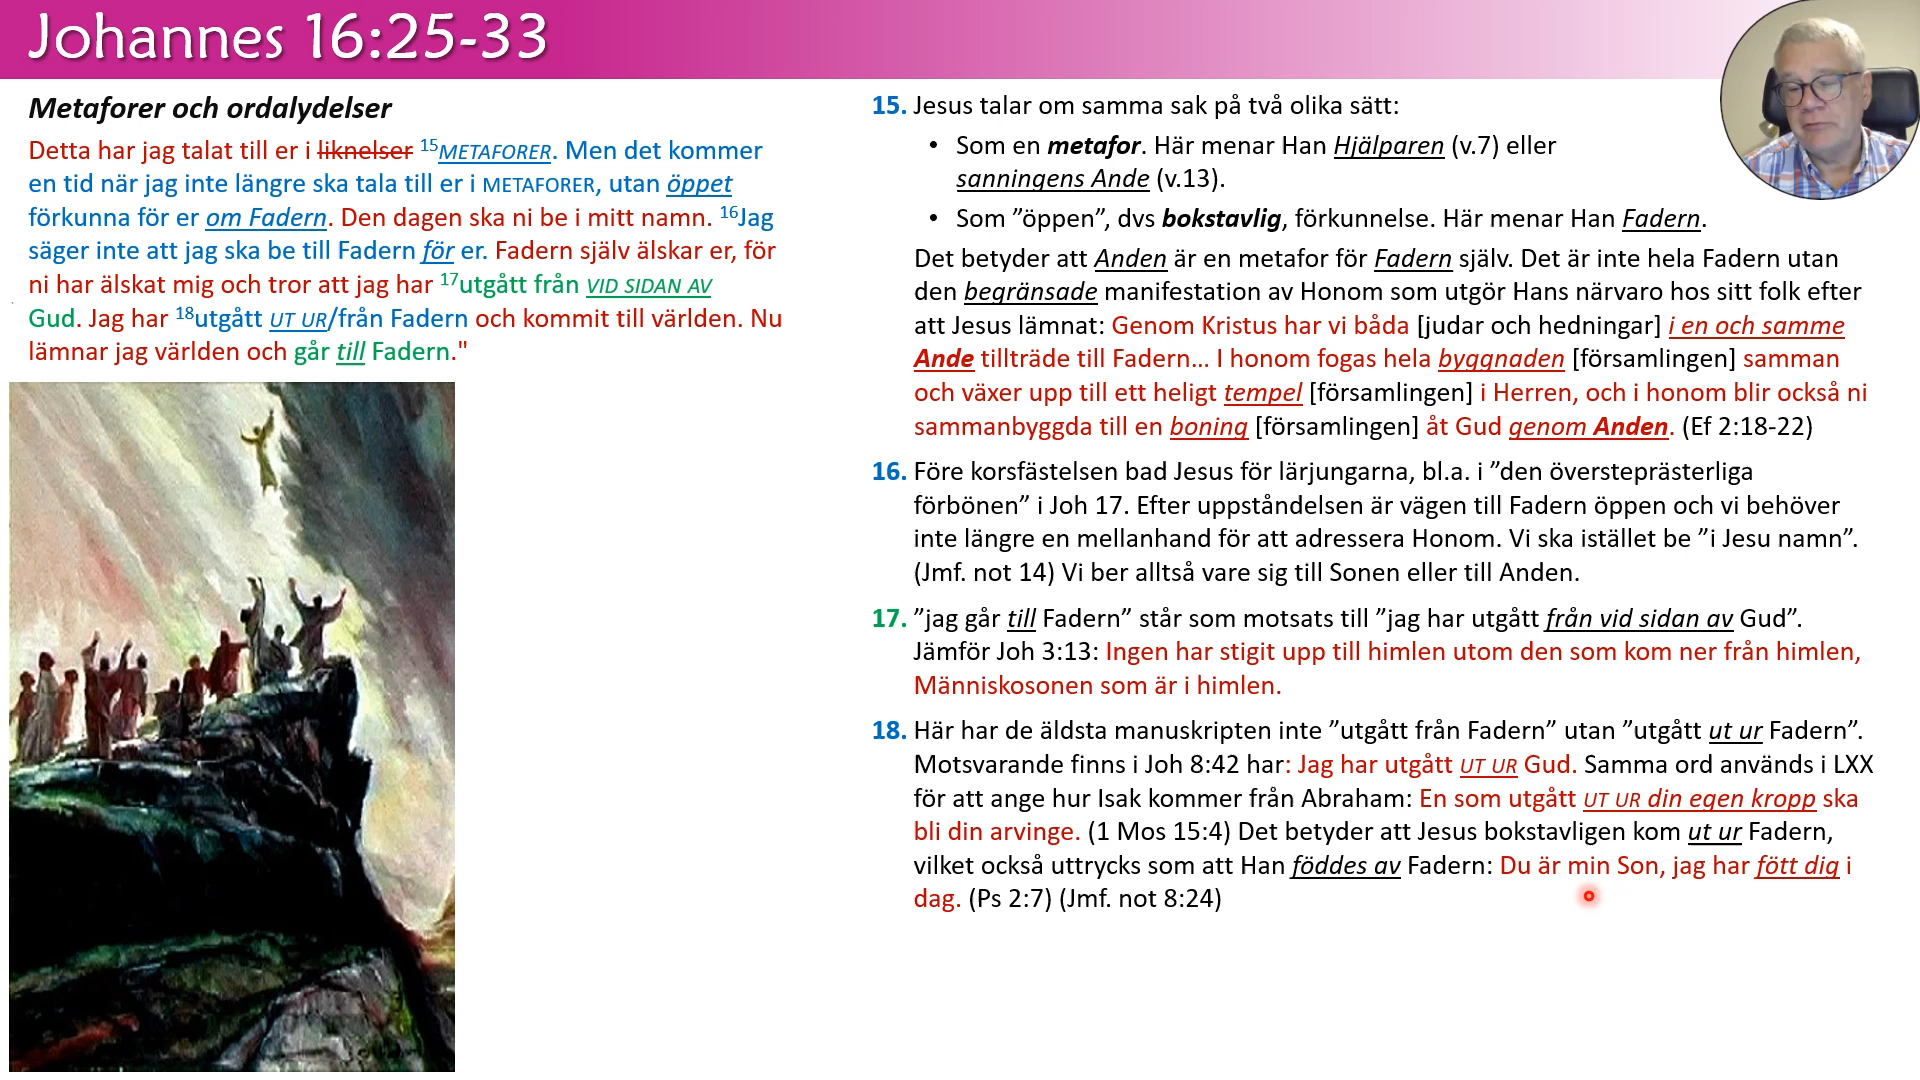 Johannes 16:25-33
Metaforer och ordalydelser
Detta har jag talat till er i liknelser ¹⁵METAFORER. Men det kommer
en tid när jag inte längre ska tala till er i METAFORER, utan öppet
förkunna för er om Fadern. Den dagen ska ni be i mitt namn. ¹⁶Jag
säger inte att jag ska be till Fadern för er. Fadern själv älskar er, för
ni har älskat mig och tror att jag har ¹⁷utgått från VID SIDAN AV
Gud. Jag har ¹⁸utgått UT UR/från Fadern och kommit till världen. Nu
lämnar jag världen och går till Fadern."
15. Jesus talar om samma sak på två olika sätt:
• Som en metafor. Här menar Han Hjälparen (v.7) eller
sanningens Ande (v.13).
• Som ”öppen”, dvs bokstavlig, förkunnelse. Här menar Han Fadern.
Det betyder att Anden är en metafor för Fadern själv. Det är inte hela Fadern utan
den begränsade manifestation av Honom som utgör Hans närvaro hos sitt folk efter
att Jesus lämnat: Genom Kristus har vi båda [judar och hedningar] i en och samme
Ande tillträde till Fadern... I honom fogas hela byggnaden [församlingen] samman
och växer upp till ett heligt tempel [församlingen] i Herren, och i honom blir också ni
sammanbyggda till en boning [församlingen] åt Gud genom Anden. (Ef 2:18-22)
16. Före korsfästelsen bad Jesus för lärjungarna, bl.a. i ”den översteprästerliga
förbönen” i Joh 17. Efter uppståndelsen är vägen till Fadern öppen och vi behöver
inte längre en mellanhand för att adressera Honom. Vi ska istället be ”i Jesu namn”.
(Jmf. not 14) Vi ber alltså vare sig till Sonen eller till Anden.
17. ”jag går till Fadern” står som motsats till ”jag har utgått från vid sidan av Gud”.
Jämför Joh 3:13: Ingen har stigit upp till himlen utom den som kom ner från himlen,
Människosonen som är i himlen.
18. Här har de äldsta manuskripten inte ”utgått från Fadern” utan ”utgått ut ur Fadern”.
Motsvarande finns i Joh 8:42 har: Jag har utgått UT UR Gud. Samma ord används i LXX
för att ange hur Isak kommer från Abraham: En som utgått UT UR din egen kropp ska
bli din arvinge. (1 Mos 15:4) Det betyder att Jesus bokstavligen kom ut ur Fadern,
vilket också uttrycks som att Han föddes av Fadern: Du är min Son, jag har fött dig i
dag. (Ps 2:7) (Jmf. not 8:24)